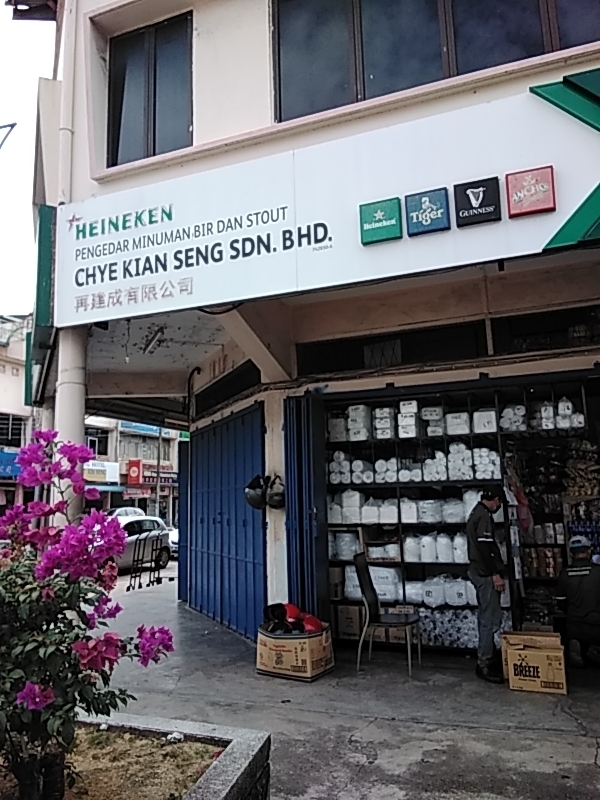 HEINEKEN
PENGEDAR MINUMAN BIR DAN STOUT
CHYE KIAN SENG SDN. BHD.
再建成有限公司
Heineken
Tiger
GUINNESS
ANCHOR
BREEZE